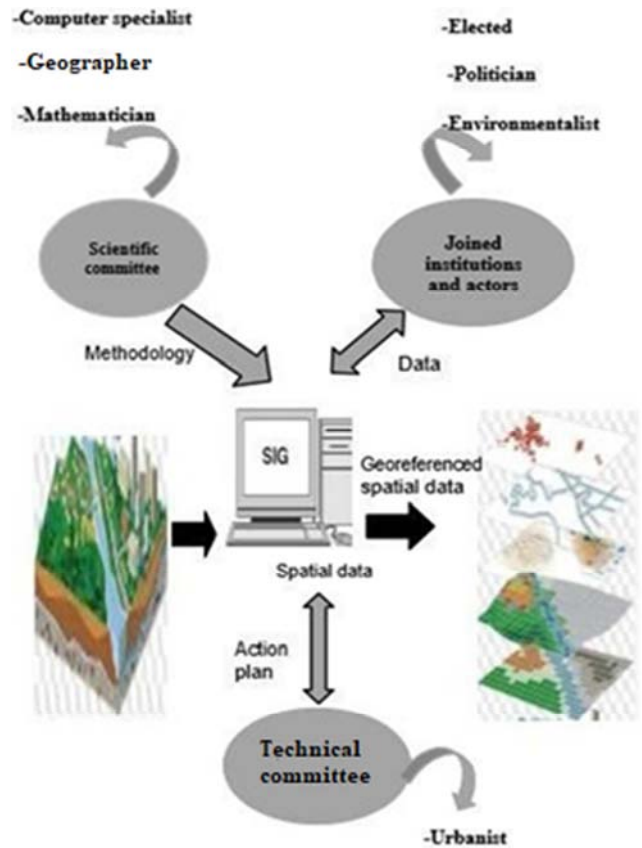 -Computer specialist
-Geographer
-Mathematician
-Elected
-Politician
-Environmentalist
Scientific
committee
Joined
institutions
and actors
Methodology
Data
SIG
Georeferenced
spatial data
Spatial data
Action
plan
Technical
committee
-Urbanist